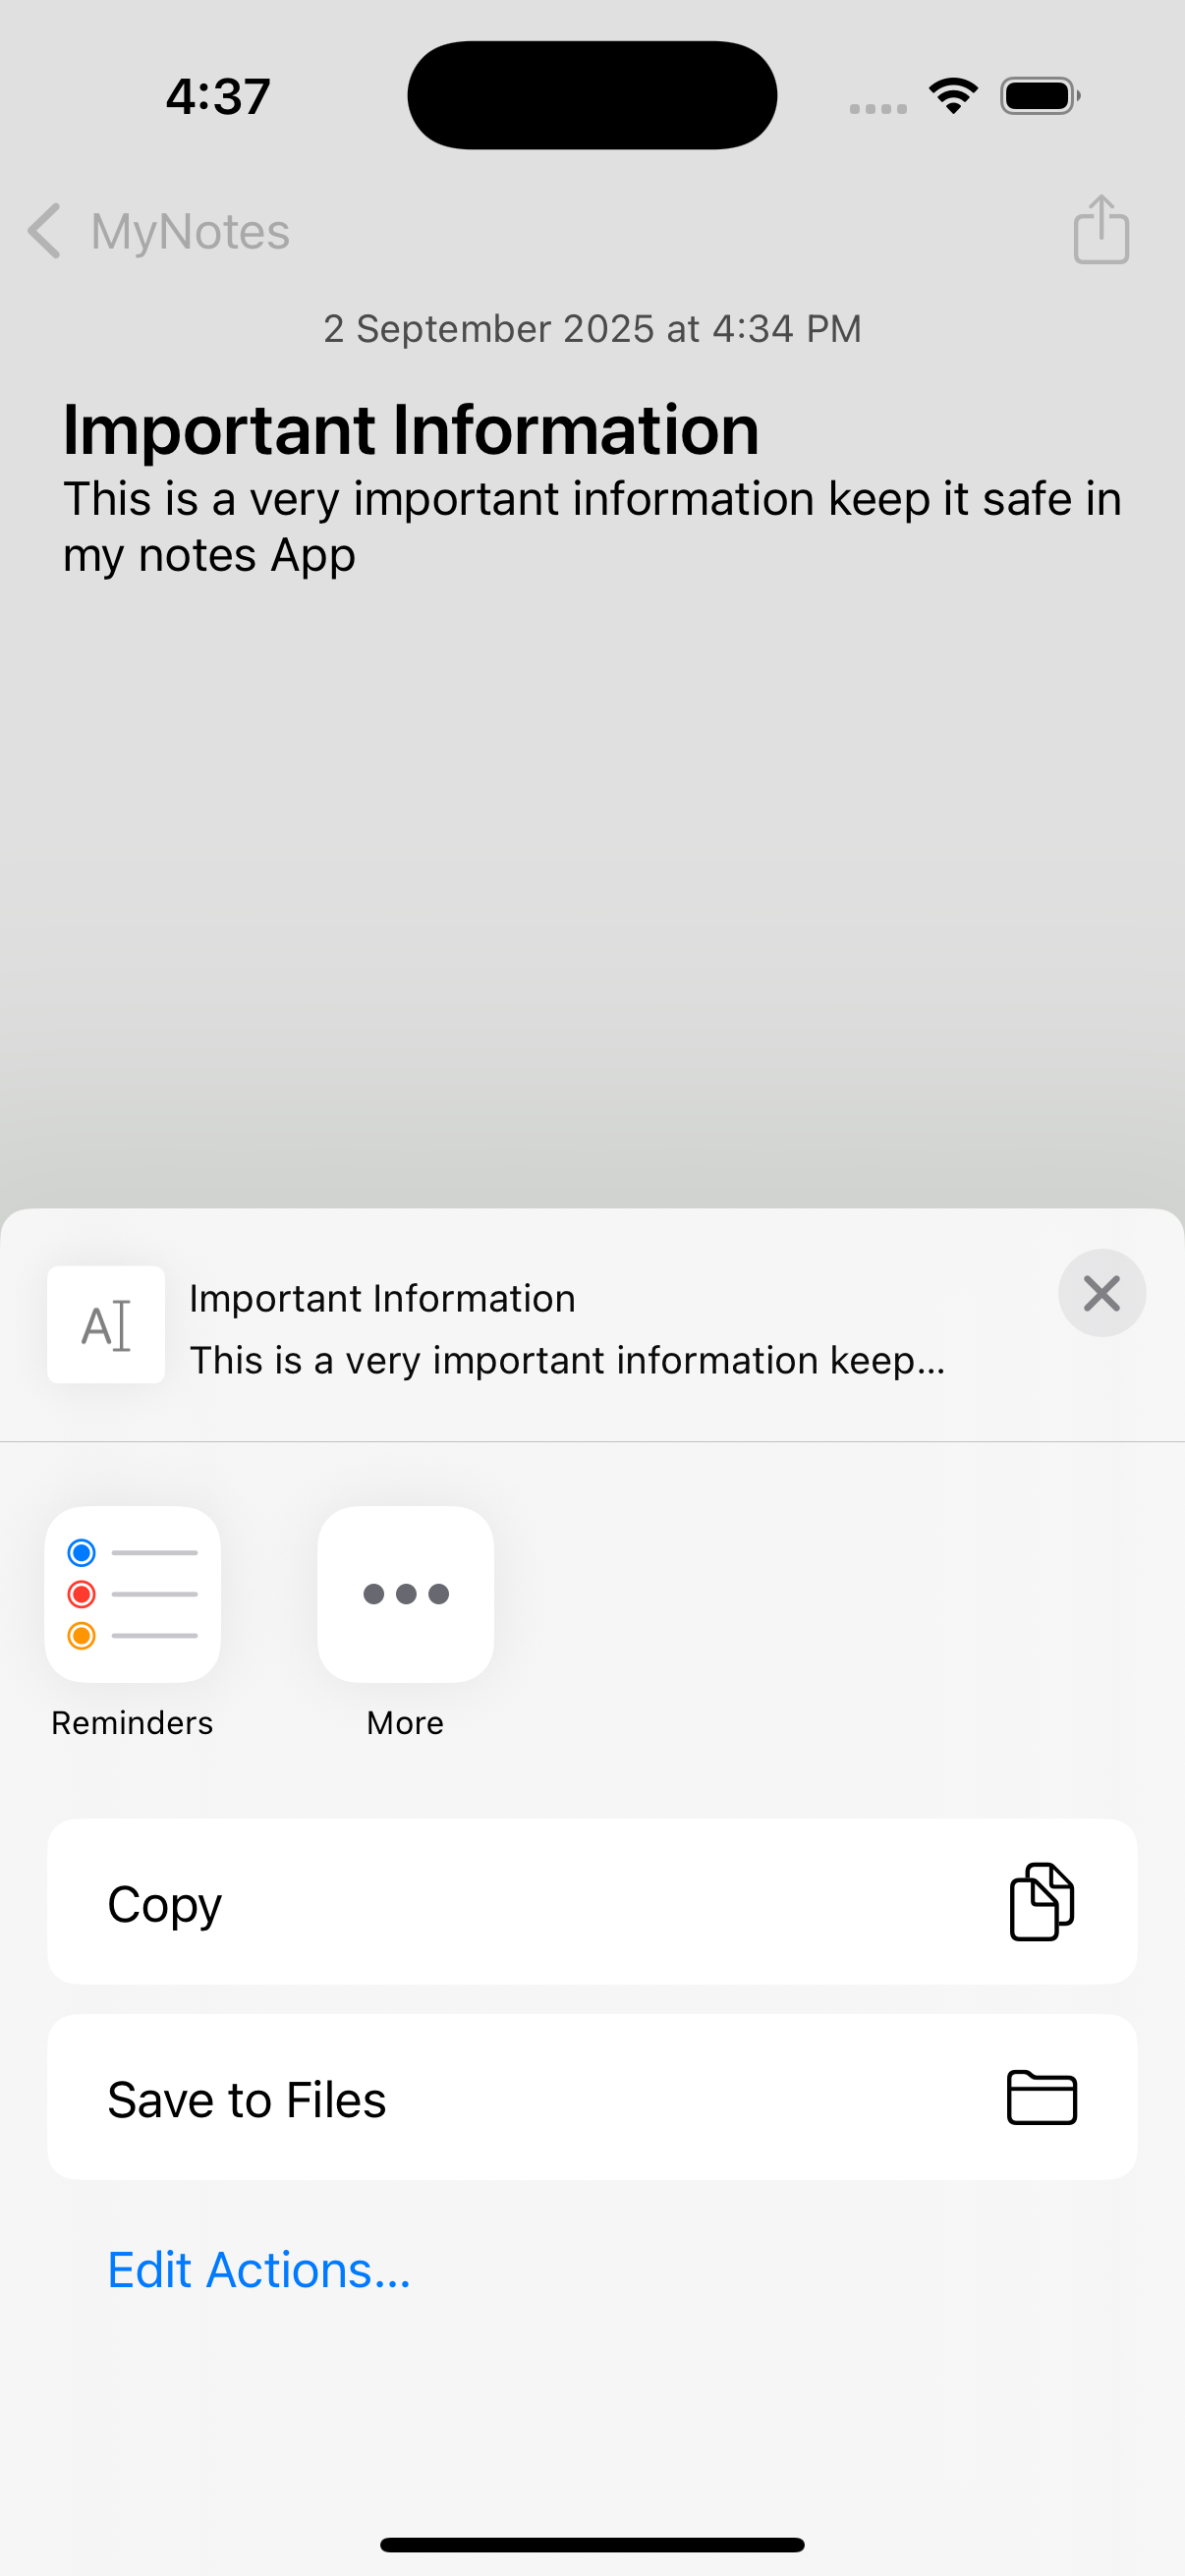 4:37
MyNotes
2 September 2025 at 4:34 PM
Important Information
This is a very important information keep it safe in
my notes App
Important Information
This is a very important information keep...
Reminders
More
Copy
Save to Files
Edit Actions...